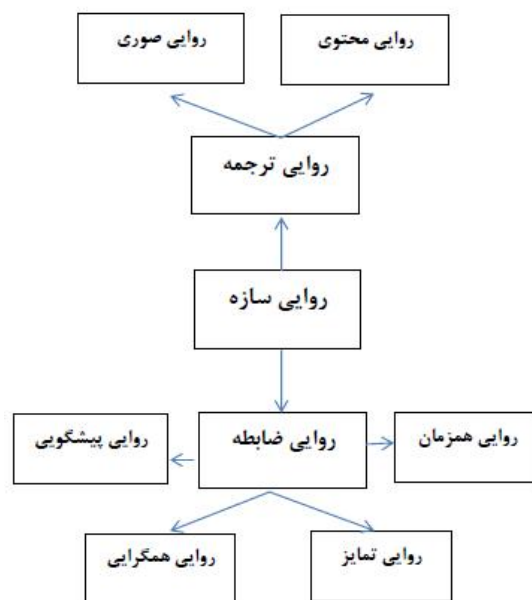 روایی محتوی
روایی صوری
روایی ترجمه
روایی سازه
روایی ضابطه
روایی همزمان
روایی پیشگویی
روایی تمایز
روایی همگرایی